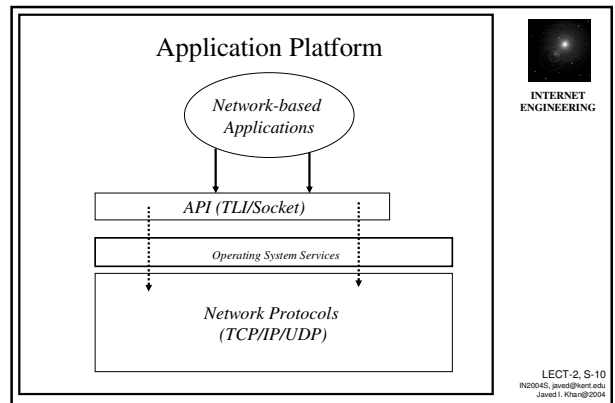 Application Platform
Network-based
Applications
API (TLI/Socket)
Operating System Services
Network Protocols
(TCP/IP/UDP)
INTERNET
ENGINEERING
LECT-2, S-10
IN2004S, javed@kent.edu
Javed I. Khan@2004